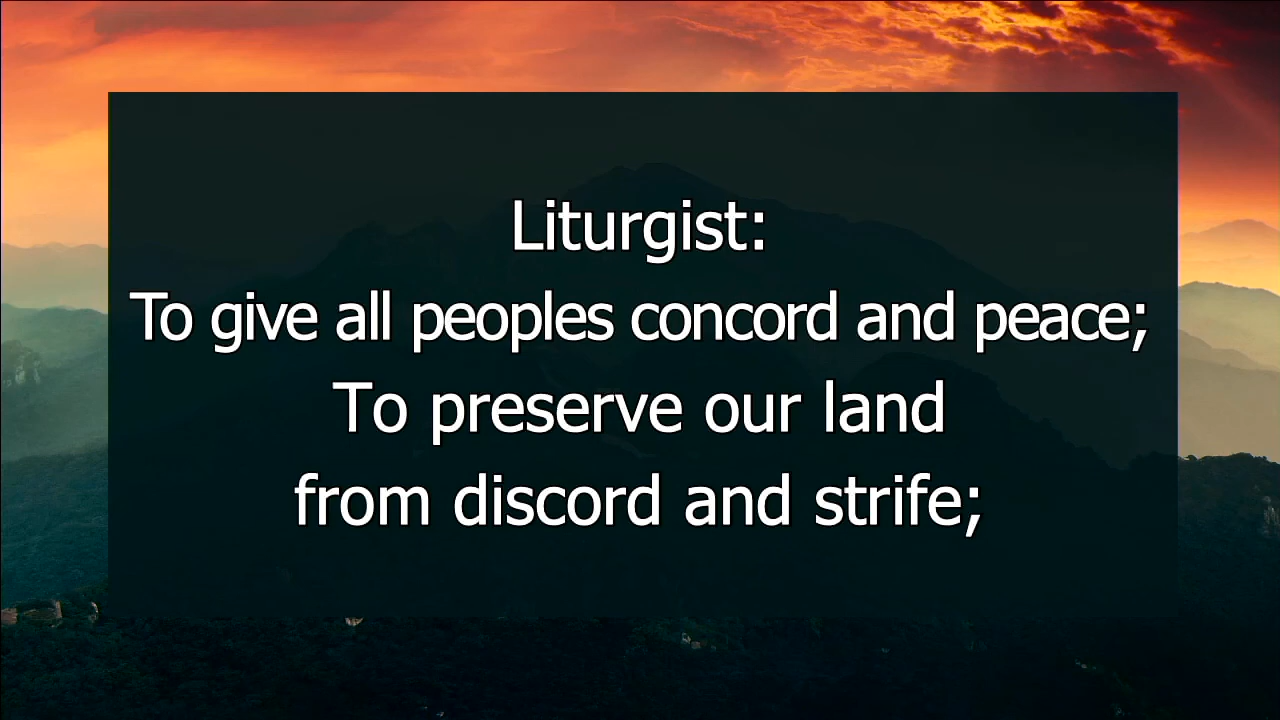 Liturgist:
To give all peoples concord and peace;
To preserve our land
from discord and strife;